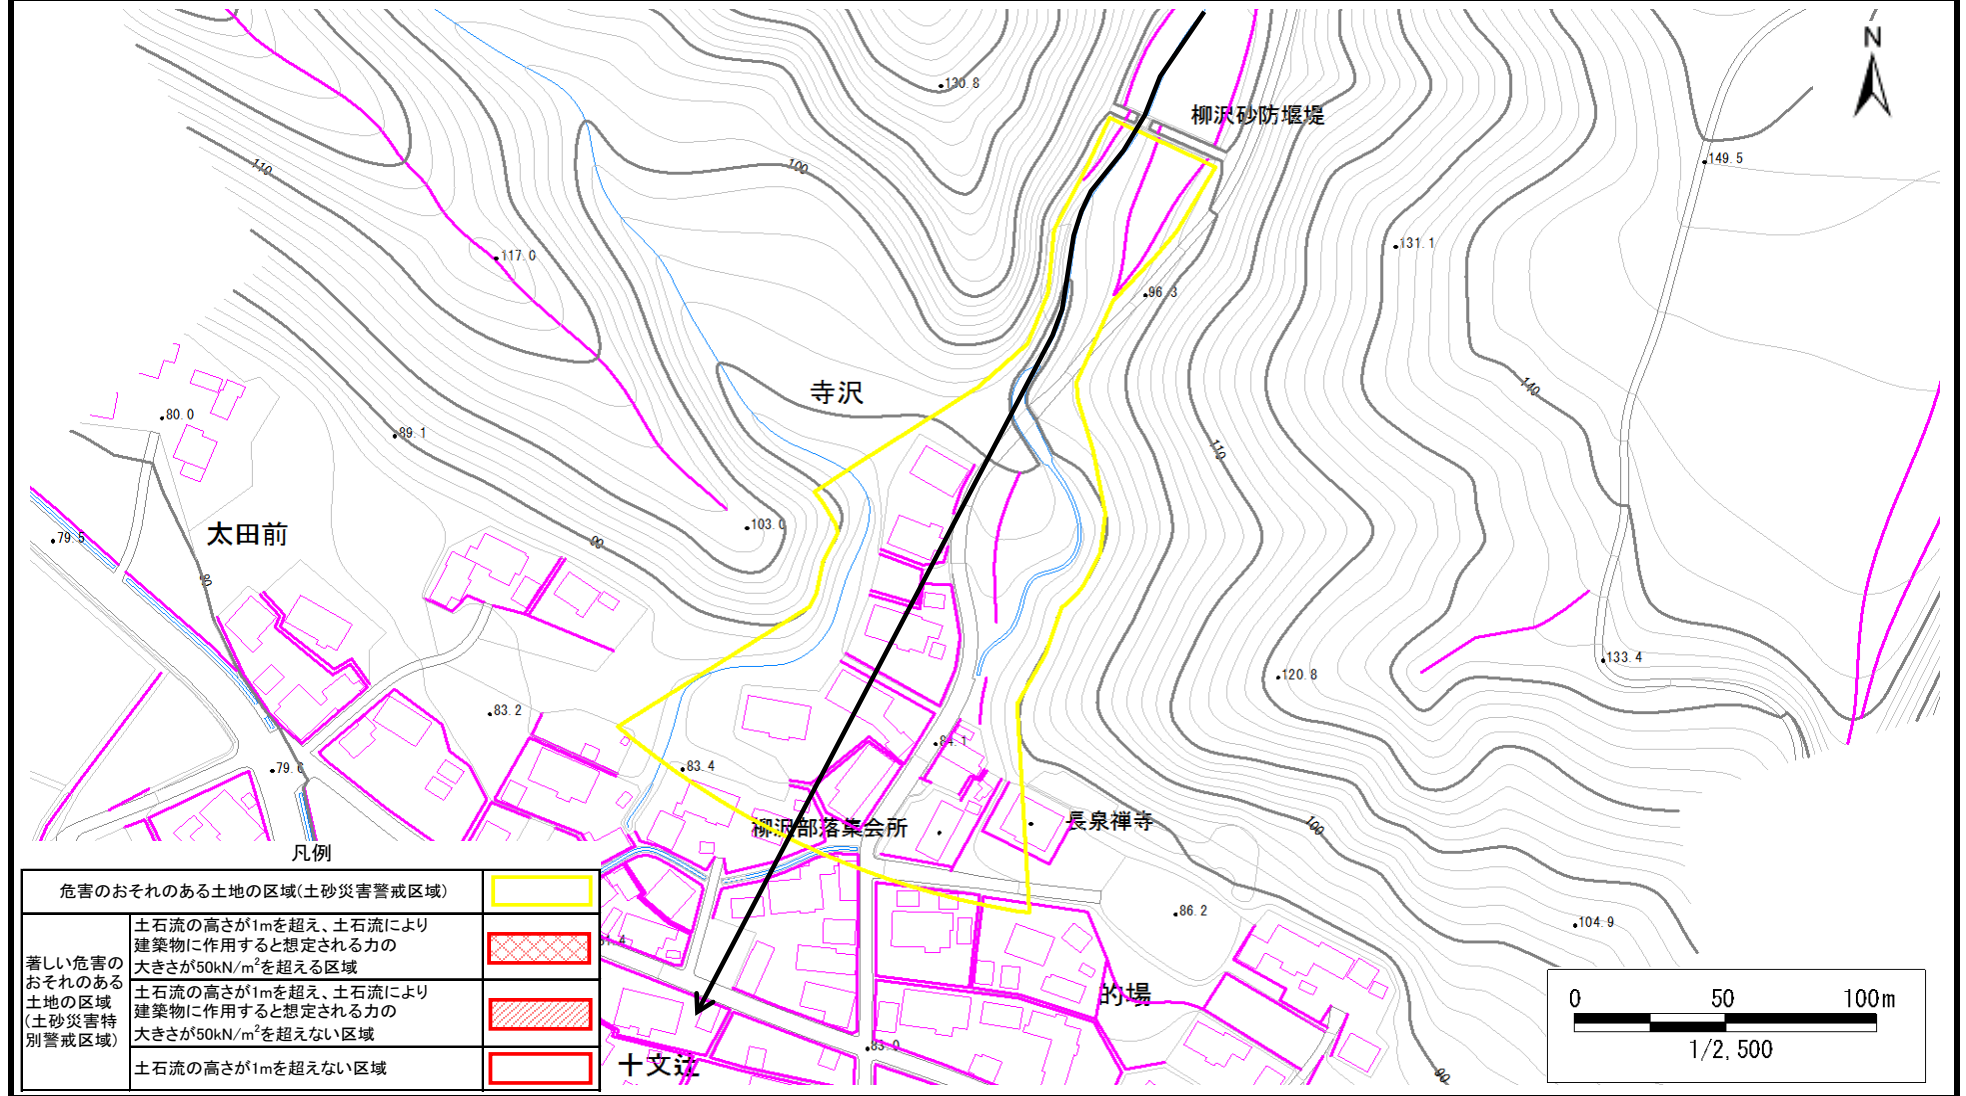 N
柳沢砂防堰堤
130.8
149.5
110
100
131.1
117.0
96.3
140
寺沢
80.0
89.1
110
103.0
太田前
79.5
90
80
133.4
120.8
83.2
84.1
83.4
79.6
柳沢部落集会所
長泉禅寺
100
凡例
危害のおそれのある土地の区域(土砂災害警戒区域)
著しい危害の
おそれのある
土地の区域
(土砂災害特
別警戒区域)
土石流の高さが1mを超え、土石流により
建築物に作用すると想定される力の
大きさが50kN/m²を超える区域
土石流の高さが1mを超え、土石流により
建築物に作用すると想定される力の
大きさが50kN/m²を超えない区域
土石流の高さが1mを超えない区域
86.2
104.9
81.4
的場
83.0
十文辻
90
0 50 100m
1/2,500